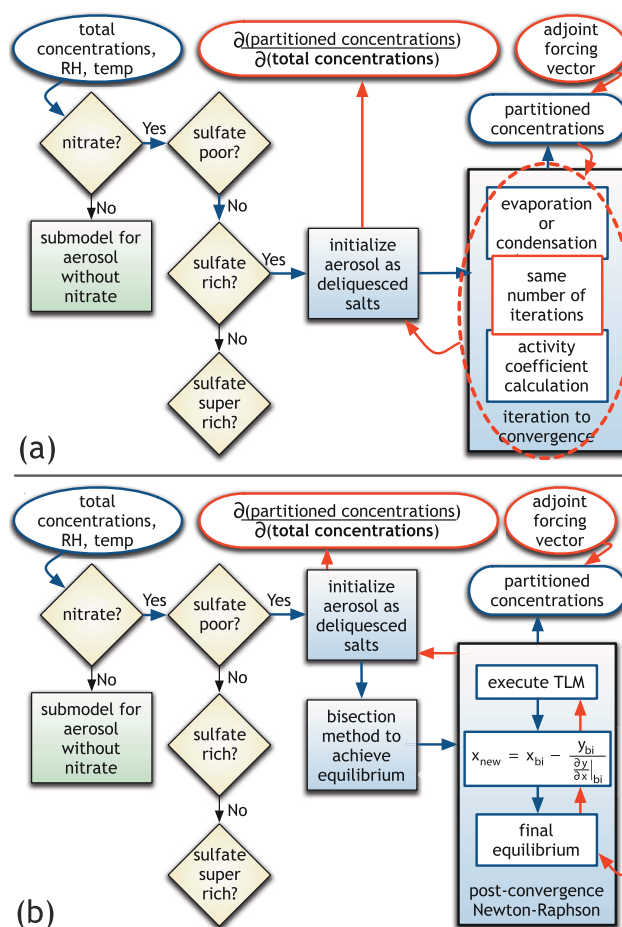 total
concentrations,
RH, temp
∂(partitioned concentrations)
∂(total concentrations)
adjoint
forcing
vector
nitrate?
Yes
sulfate
poor?
partitioned
concentrations
No
No
submodel for
aerosol
without
nitrate
sulfate
rich?
Yes
initialize
aerosol as
deliquesced
salts
evaporation
or
condensation
same
number of
iterations
activity
coefficient
calculation
No
sulfate
super
rich?
iteration to
convergence
(a)
total
concentrations,
RH, temp
∂(partitioned concentrations)
∂(total concentrations)
adjoint
forcing
vector
nitrate?
Yes
sulfate
poor?
Yes
initialize
aerosol as
deliquesced
salts
partitioned
concentrations
No
No
submodel for
aerosol
without
nitrate
sulfate
rich?
bisection
method to
achieve
equilibrium
execute TLM
x_new = x_bi − y_bi / ∂y/∂x|_bi
final
equilibrium
No
sulfate
super
rich?
post-convergence
Newton-Raphson
(b)